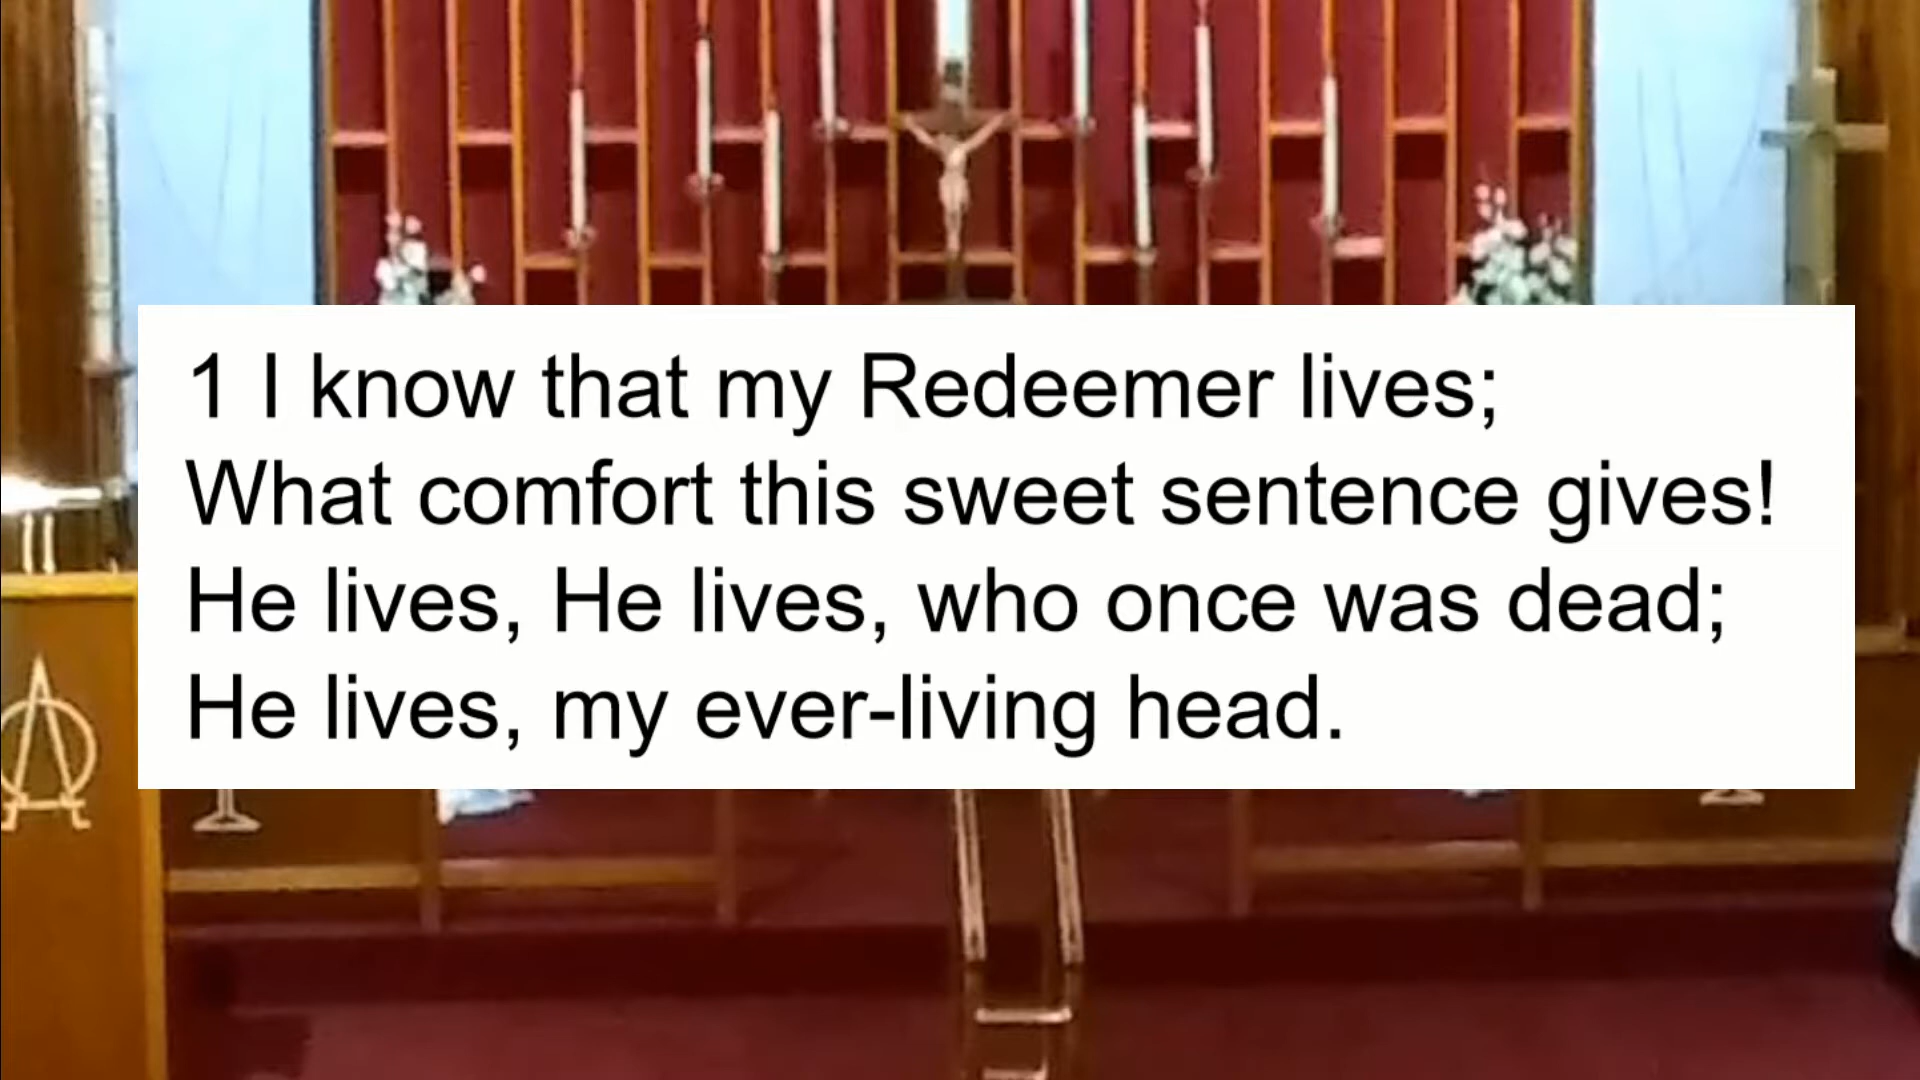 1 I know that my Redeemer lives;
What comfort this sweet sentence gives!
He lives, He lives, who once was dead;
He lives, my ever-living head.